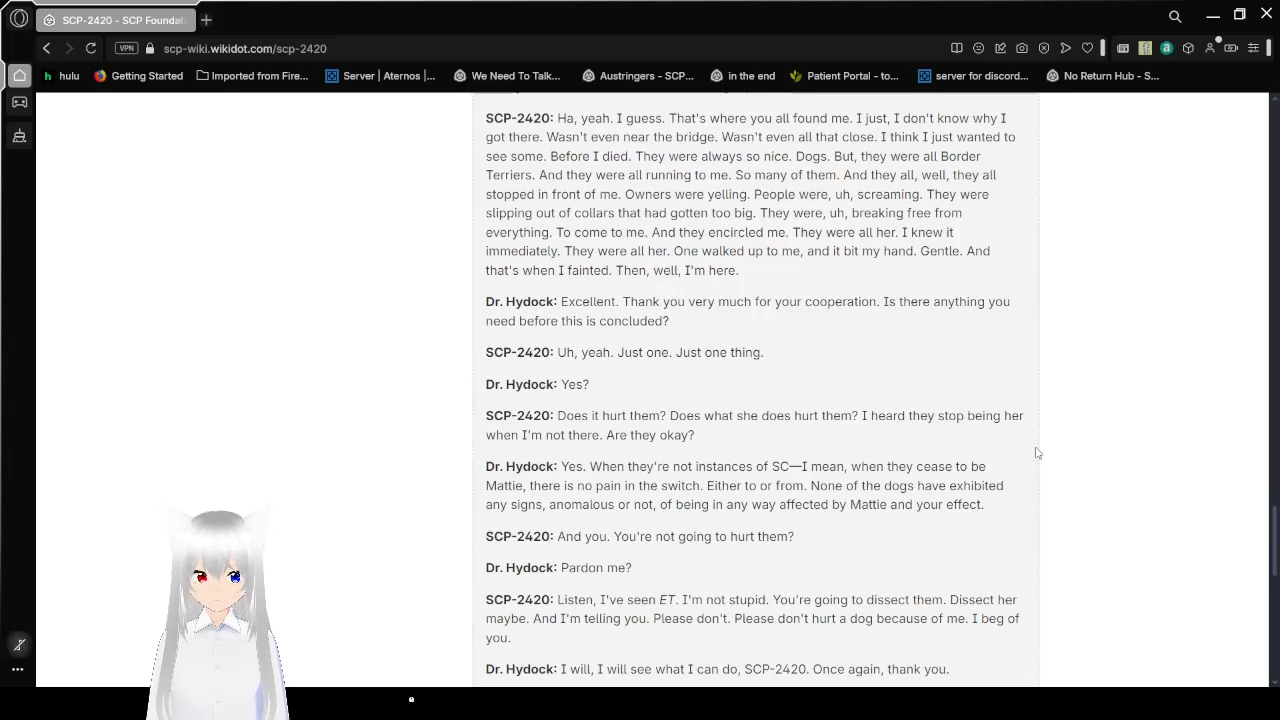 SCP-2420 - SCP Foundati
VPN scp-wiki.wikidot.com/scp-2420
hulu Getting Started Imported from Fire... Server | Aternos |... We Need To Talk... Austringers - SCP... in the end Patient Portal - to... server for discord... No Return Hub - S...
SCP-2420: Ha, yeah. I guess. That's where you all found me. I just, I don't know why I
got there. Wasn't even near the bridge. Wasn't even all that close. I think I just wanted to
see some. Before I died. They were always so nice. Dogs. But, they were all Border
Terriers. And they were all running to me. So many of them. And they all, well, they all
stopped in front of me. Owners were yelling. People were, uh, screaming. They were
slipping out of collars that had gotten too big. They were, uh, breaking free from
everything. To come to me. And they encircled me. They were all her. I knew it
immediately. They were all her. One walked up to me, and it bit my hand. Gentle. And
that's when I fainted. Then, well, I'm here.
Dr. Hydock: Excellent. Thank you very much for your cooperation. Is there anything you
need before this is concluded?
SCP-2420: Uh, yeah. Just one. Just one thing.
Dr. Hydock: Yes?
SCP-2420: Does it hurt them? Does what she does hurt them? I heard they stop being her
when I'm not there. Are they okay?
Dr. Hydock: Yes. When they're not instances of SC—I mean, when they cease to be
Mattie, there is no pain in the switch. Either to or from. None of the dogs have exhibited
any signs, anomalous or not, of being in any way affected by Mattie and your effect.
SCP-2420: And you. You're not going to hurt them?
Dr. Hydock: Pardon me?
SCP-2420: Listen, I've seen ET. I'm not stupid. You're going to dissect them. Dissect her
maybe. And I'm telling you. Please don't. Please don't hurt a dog because of me. I beg of
you.
Dr. Hydock: I will, I will see what I can do, SCP-2420. Once again, thank you.